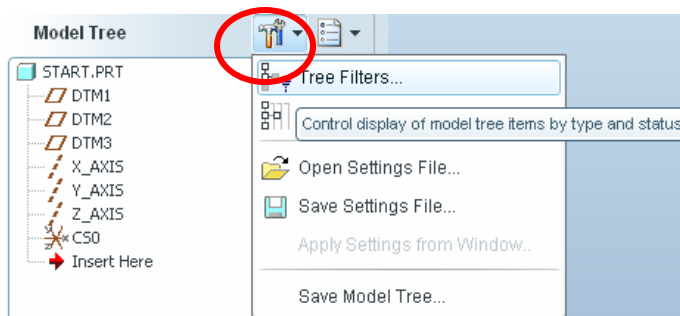 Model Tree
START.PRT
DTM1
DTM2
DTM3
X_AXIS
Y_AXIS
Z_AXIS
CS0
Insert Here
Tree Filters...
Control display of model tree items by type and status
Open Settings File...
Save Settings File...
Apply Settings from Window..
Save Model Tree...